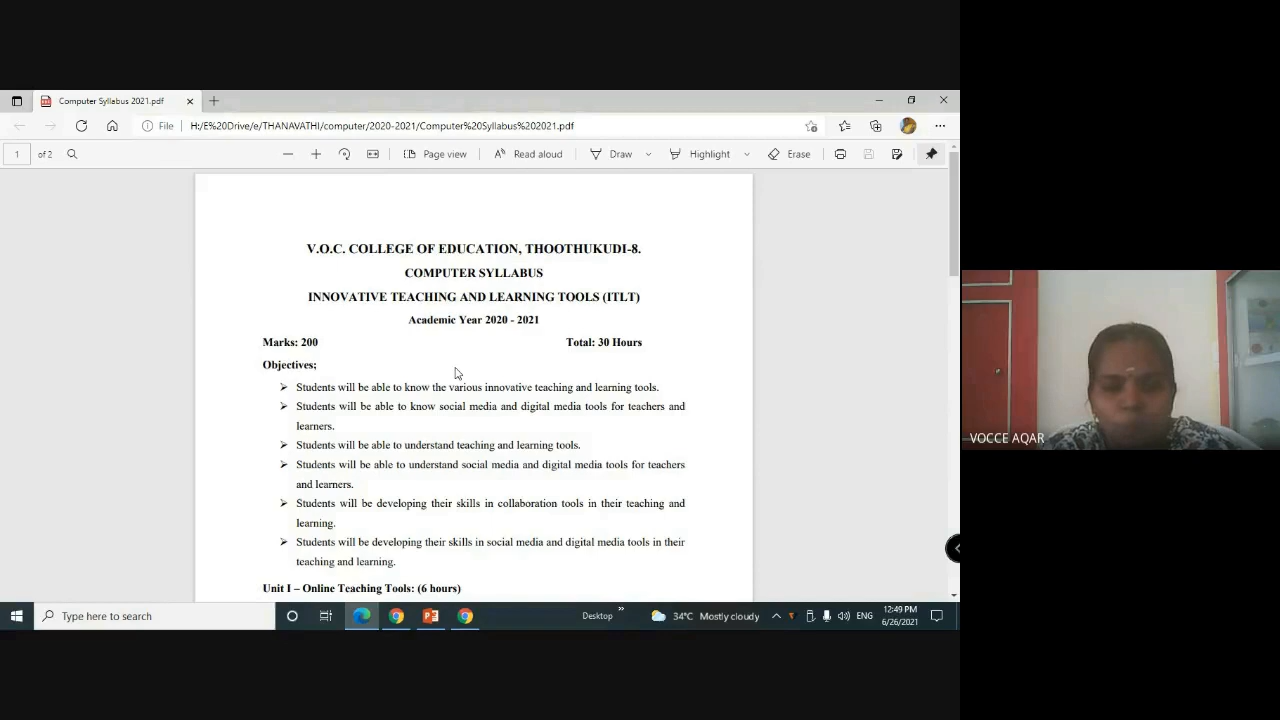 Computer Syllabus 2021.pdf
File H:/E%20Drive/e/THANAVATHI/computer/2020-2021/Computer%20Syllabus%202021.pdf
1 of 2 Page view Read aloud Draw Highlight Erase
V.O.C. COLLEGE OF EDUCATION, THOOTHUKUDI-8.
COMPUTER SYLLABUS
INNOVATIVE TEACHING AND LEARNING TOOLS (ITLT)
Academic Year 2020 - 2021
Marks: 200 Total: 30 Hours
Objectives;
➢ Students will be able to know the various innovative teaching and learning tools.
➢ Students will be able to know social media and digital media tools for teachers and
learners.
➢ Students will be able to understand teaching and learning tools.
➢ Students will be able to understand social media and digital media tools for teachers
and learners.
➢ Students will be developing their skills in collaboration tools in their teaching and
learning.
➢ Students will be developing their skills in social media and digital media tools in their
teaching and learning.
Unit I – Online Teaching Tools: (6 hours)
VOCCE AQAR
Type here to search Desktop 34°C Mostly cloudy ENG 12:49 PM
6/26/2021